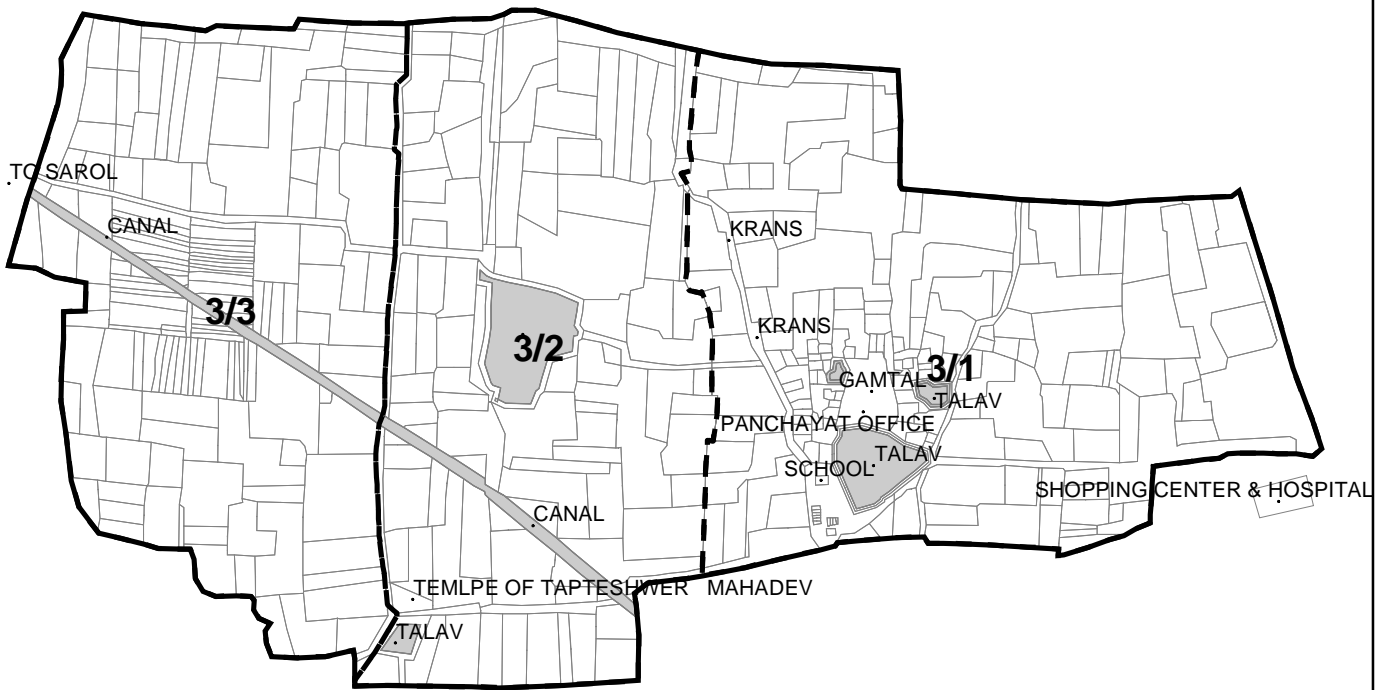 TO SAROL
CANAL
KRANS
3/3
KRANS
3/2
3/1
GAMTAL
TALAV
PANCHAYAT OFFICE
TALAV
SCHOOL
SHOPPING CENTER & HOSPITAL
CANAL
TEMLPE OF TAPTESHWER MAHADEV
TALAV